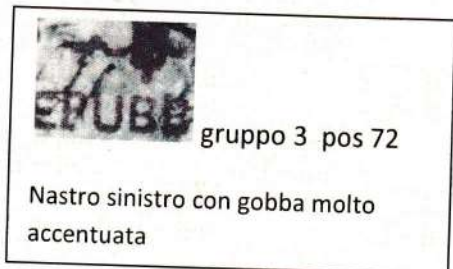 EPUBB
gruppo 3 pos 72
Nastro sinistro con gobba molto
accentuata